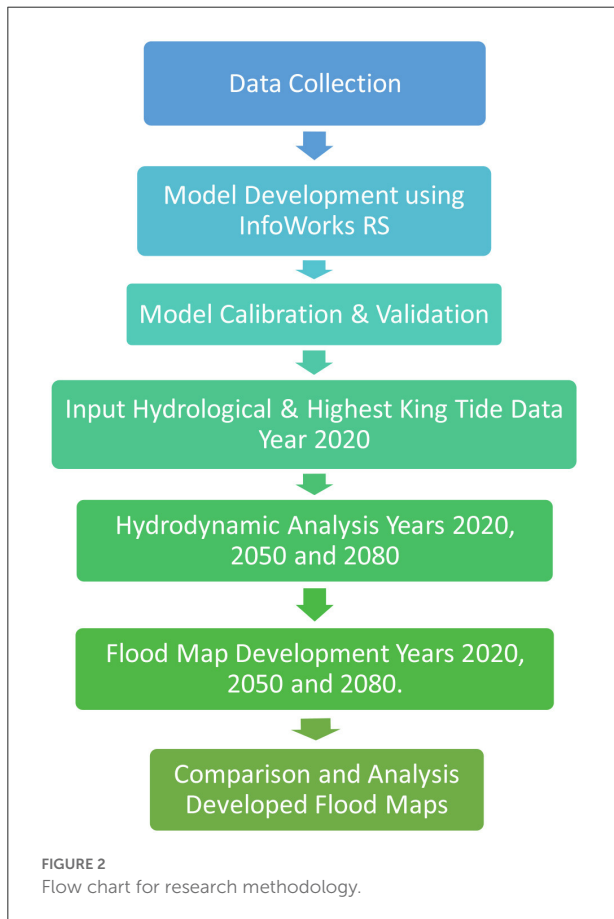 Data Collection
Model Development using
InfoWorks RS
Model Calibration & Validation
Input Hydrological & Highest King Tide Data
Year 2020
Hydrodynamic Analysis Years 2020,
2050 and 2080
Flood Map Development Years 2020,
2050 and 2080.
Comparison and Analysis
Developed Flood Maps
FIGURE 2
Flow chart for research methodology.